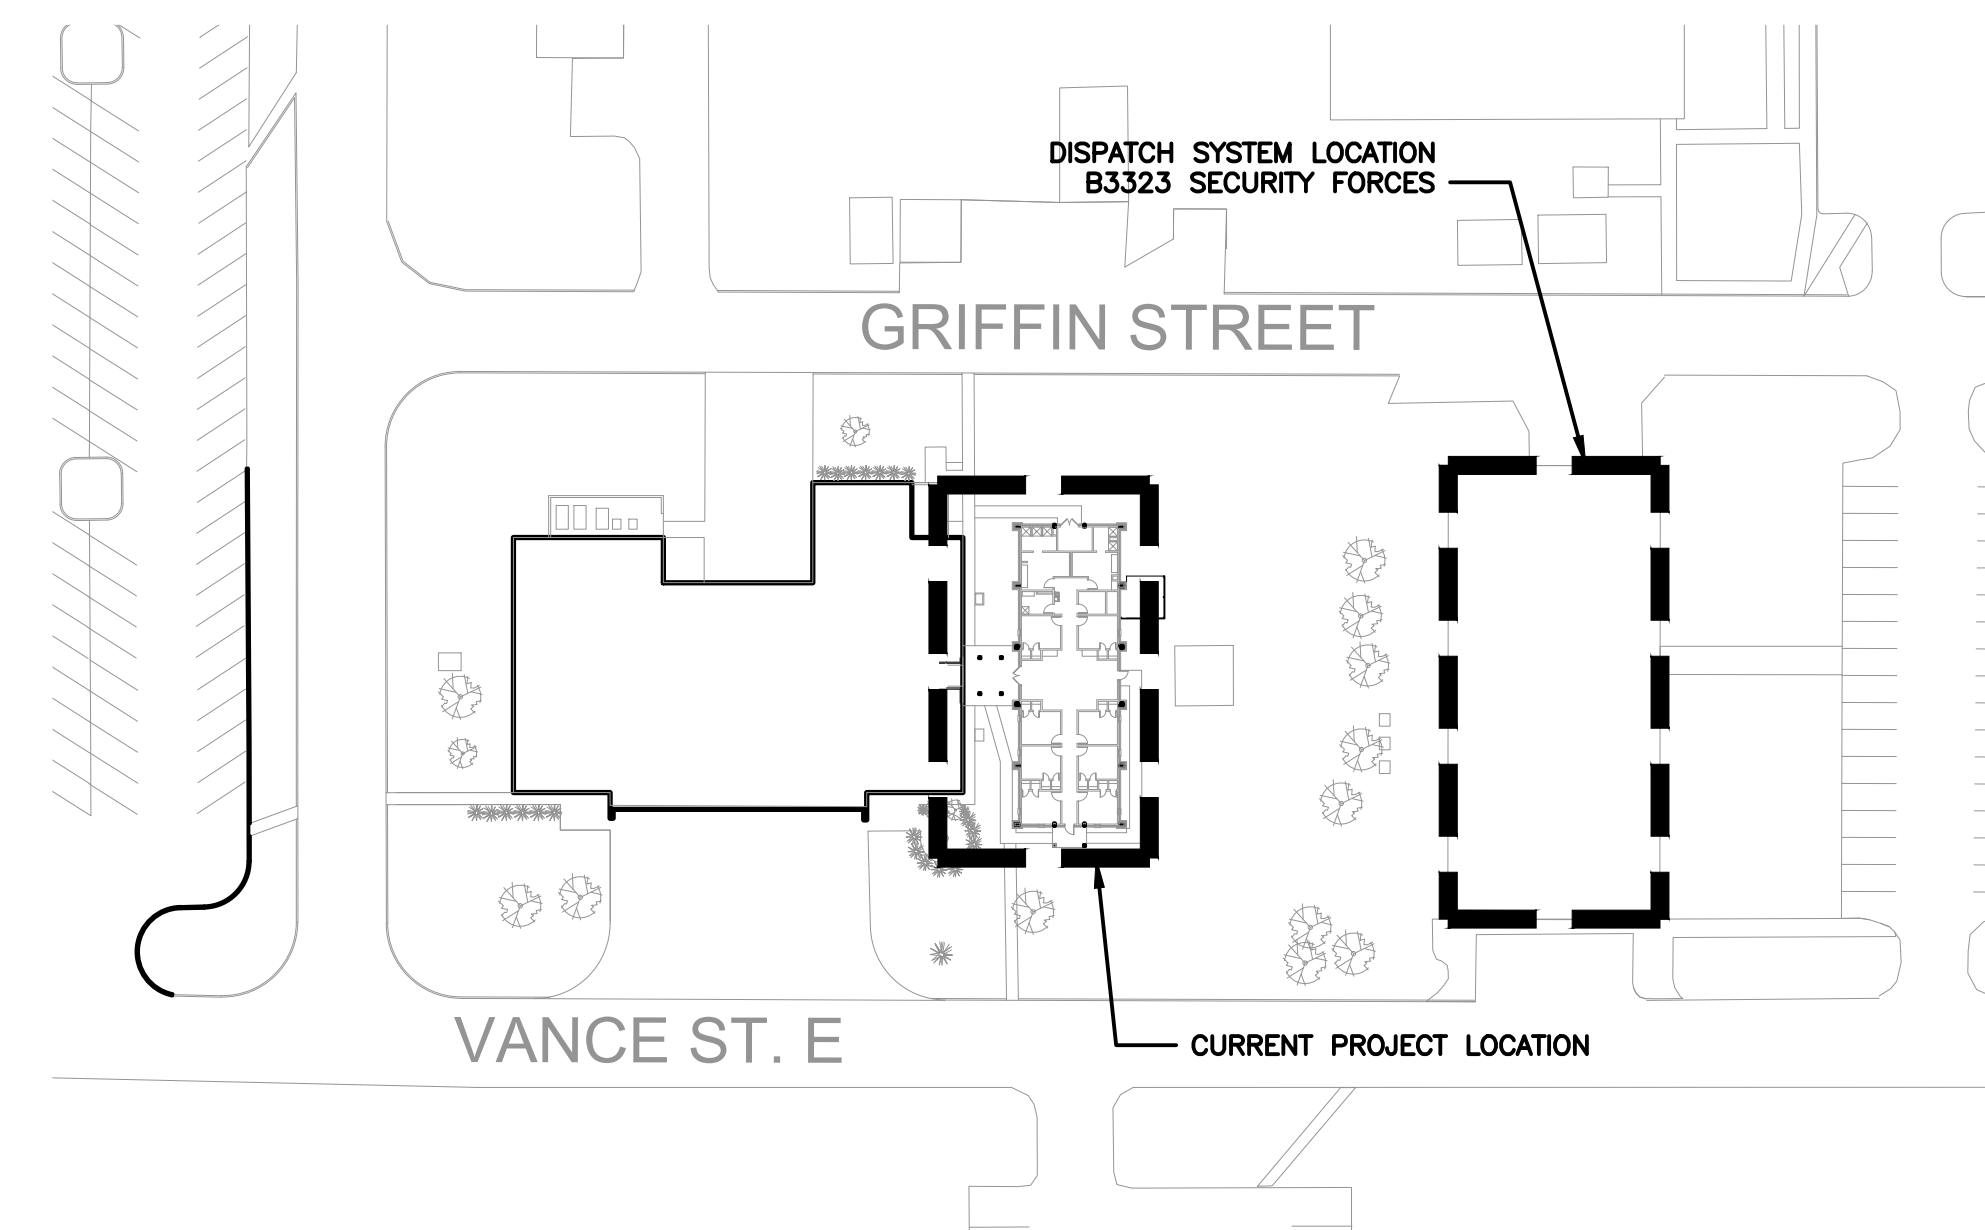 DISPATCH SYSTEM LOCATION
B3323 SECURITY FORCES
GRIFFIN STREET
VANCE ST. E
CURRENT PROJECT LOCATION